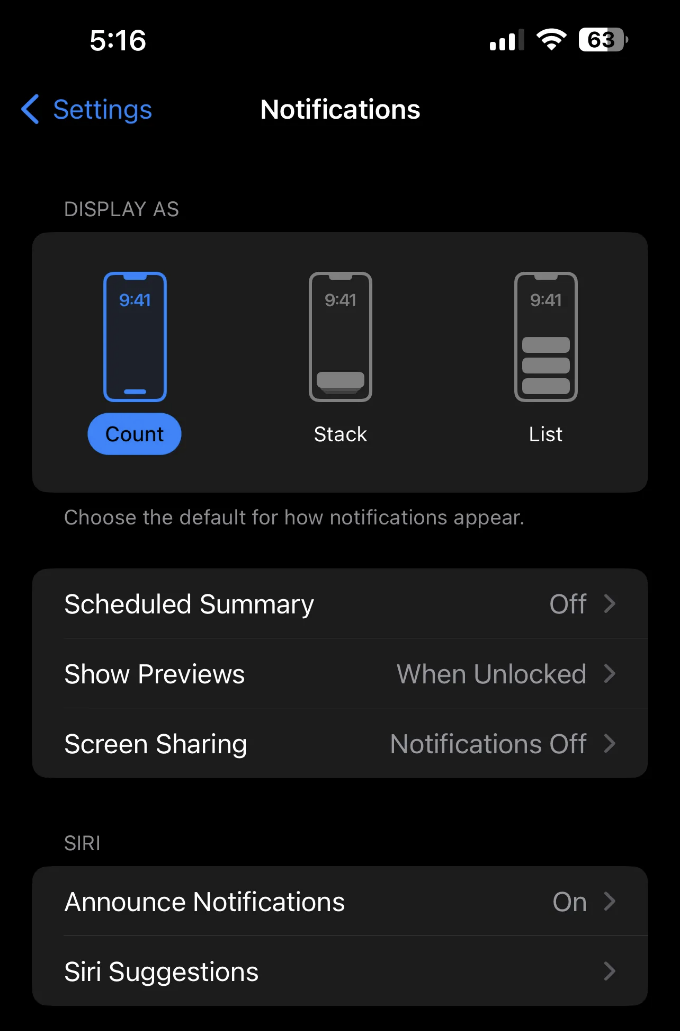 5:16 63
Settings Notifications
DISPLAY AS
9:41 9:41 9:41
Count Stack List
Choose the default for how notifications appear.
Scheduled Summary Off
Show Previews When Unlocked
Screen Sharing Notifications Off
SIRI
Announce Notifications On
Siri Suggestions